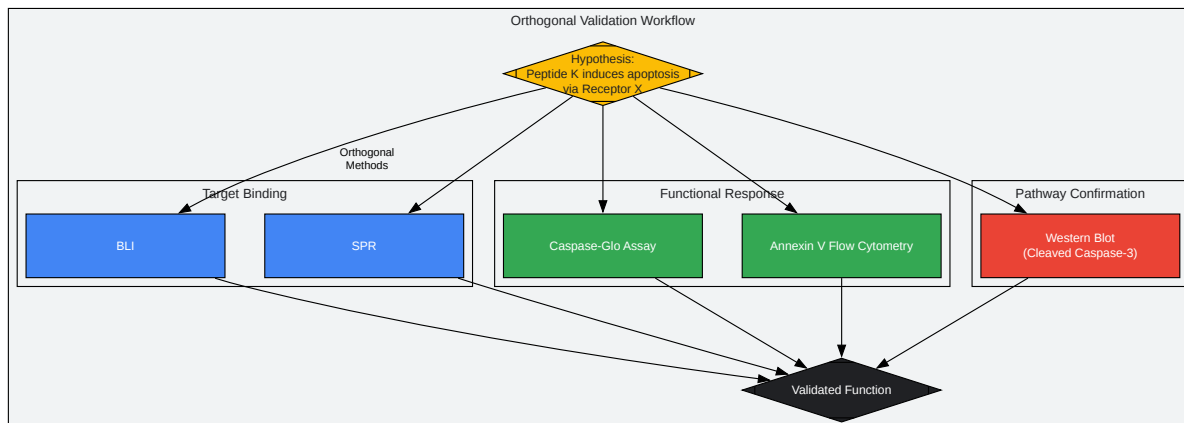 Orthogonal Validation Workflow
Hypothesis:
Peptide K induces apoptosis
via Receptor X
Orthogonal
Methods
Target Binding
Functional Response
Pathway Confirmation
BLI
SPR
Caspase-Glo Assay
Annexin V Flow Cytometry
Western Blot
(Cleaved Caspase-3)
Validated Function